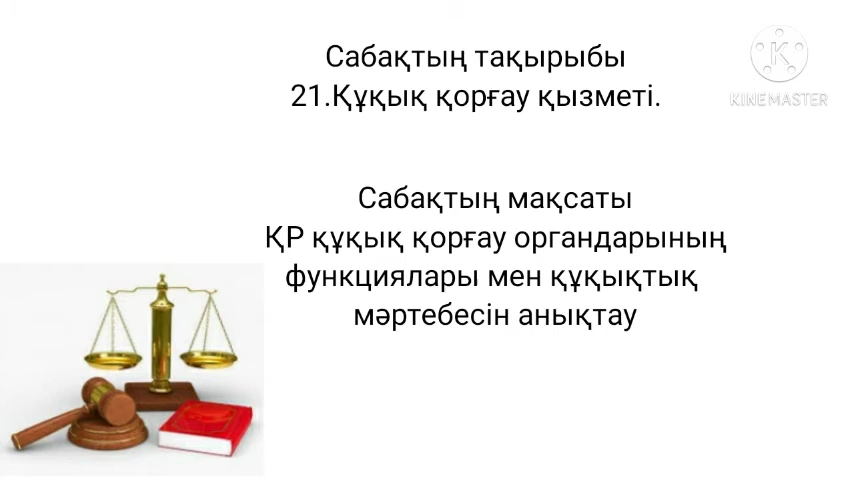 Сабақтың тақырыбы
21.Құқық қорғау қызметі.
KINEMASTER
Сабақтың мақсаты
ҚР құқық қорғау органдарының
функциялары мен құқықтық
мәртебесін анықтау